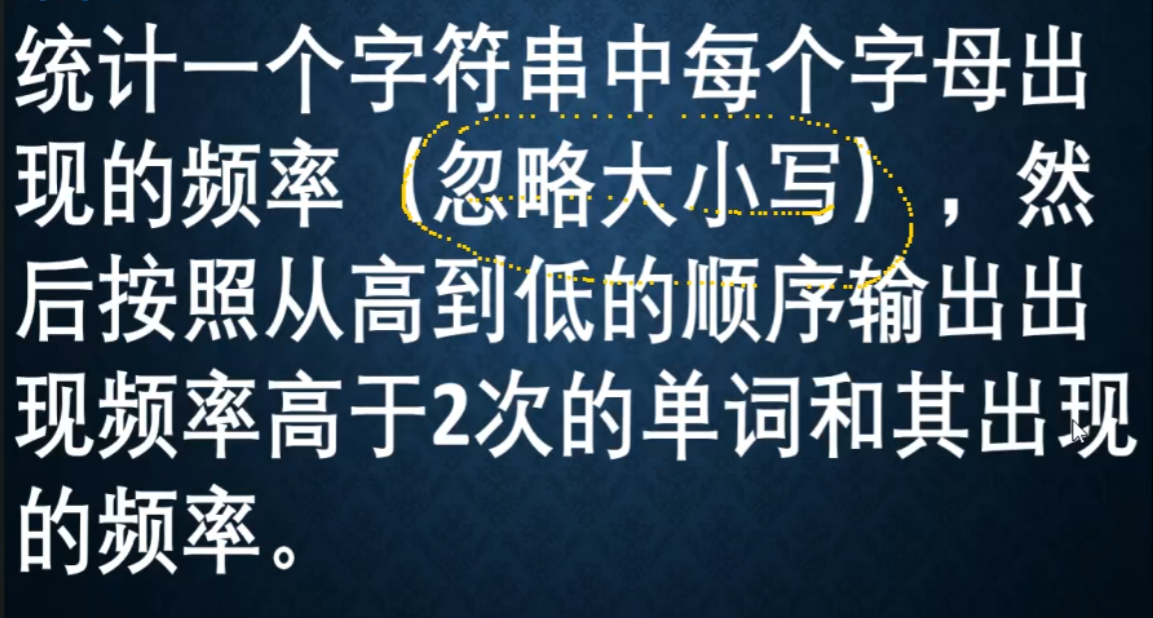 统计一个字符串中每个字母出
现的频率（忽略大小写），然
后按照从高到低的顺序输出出
现频率高于2次的单词和其出现
的频率。